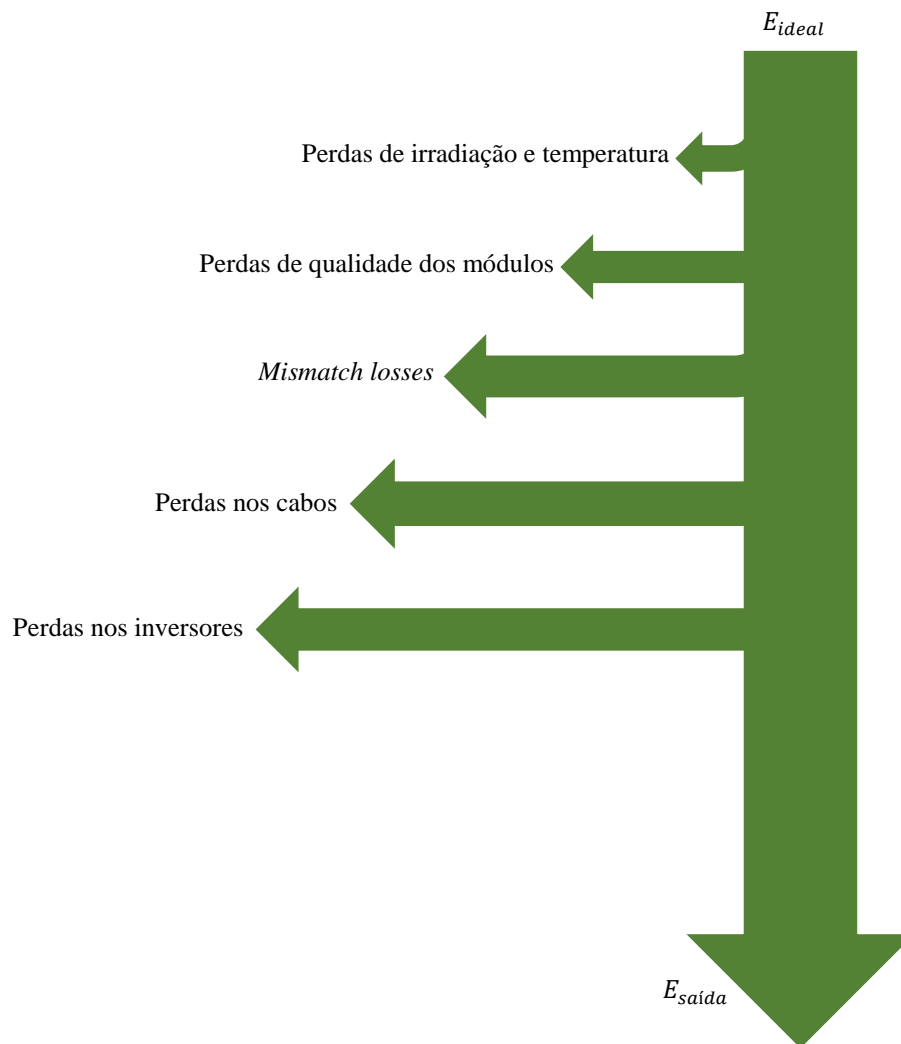 E_ideal
Perdas de irradiação e temperatura
Perdas de qualidade dos módulos
Mismatch losses
Perdas nos cabos
Perdas nos inversores
E_saída